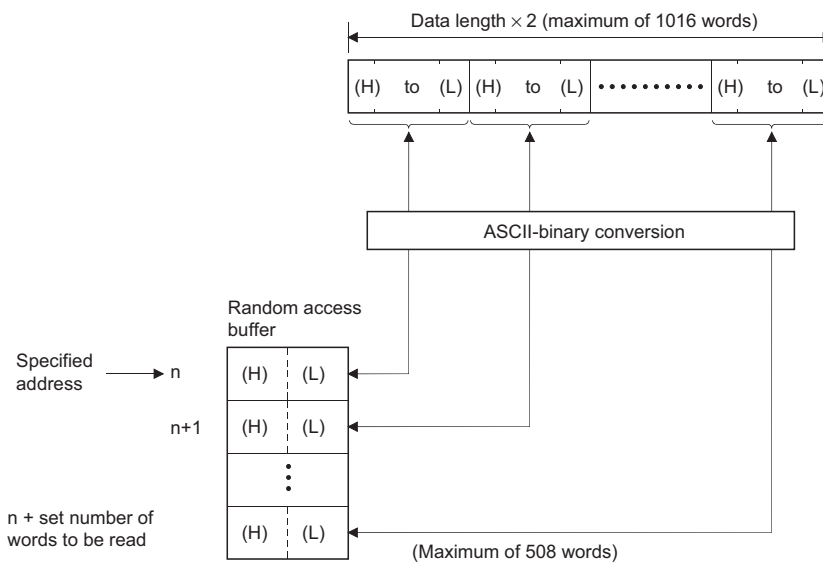 Data length × 2 (maximum of 1016 words)
(H) to (L) (H) to (L) (H) to (L)
ASCII-binary conversion
Random access
buffer
Specified
address
n (H) (L)
n+1 (H) (L)
n + set number of
words to be read
(H) (L)
(Maximum of 508 words)